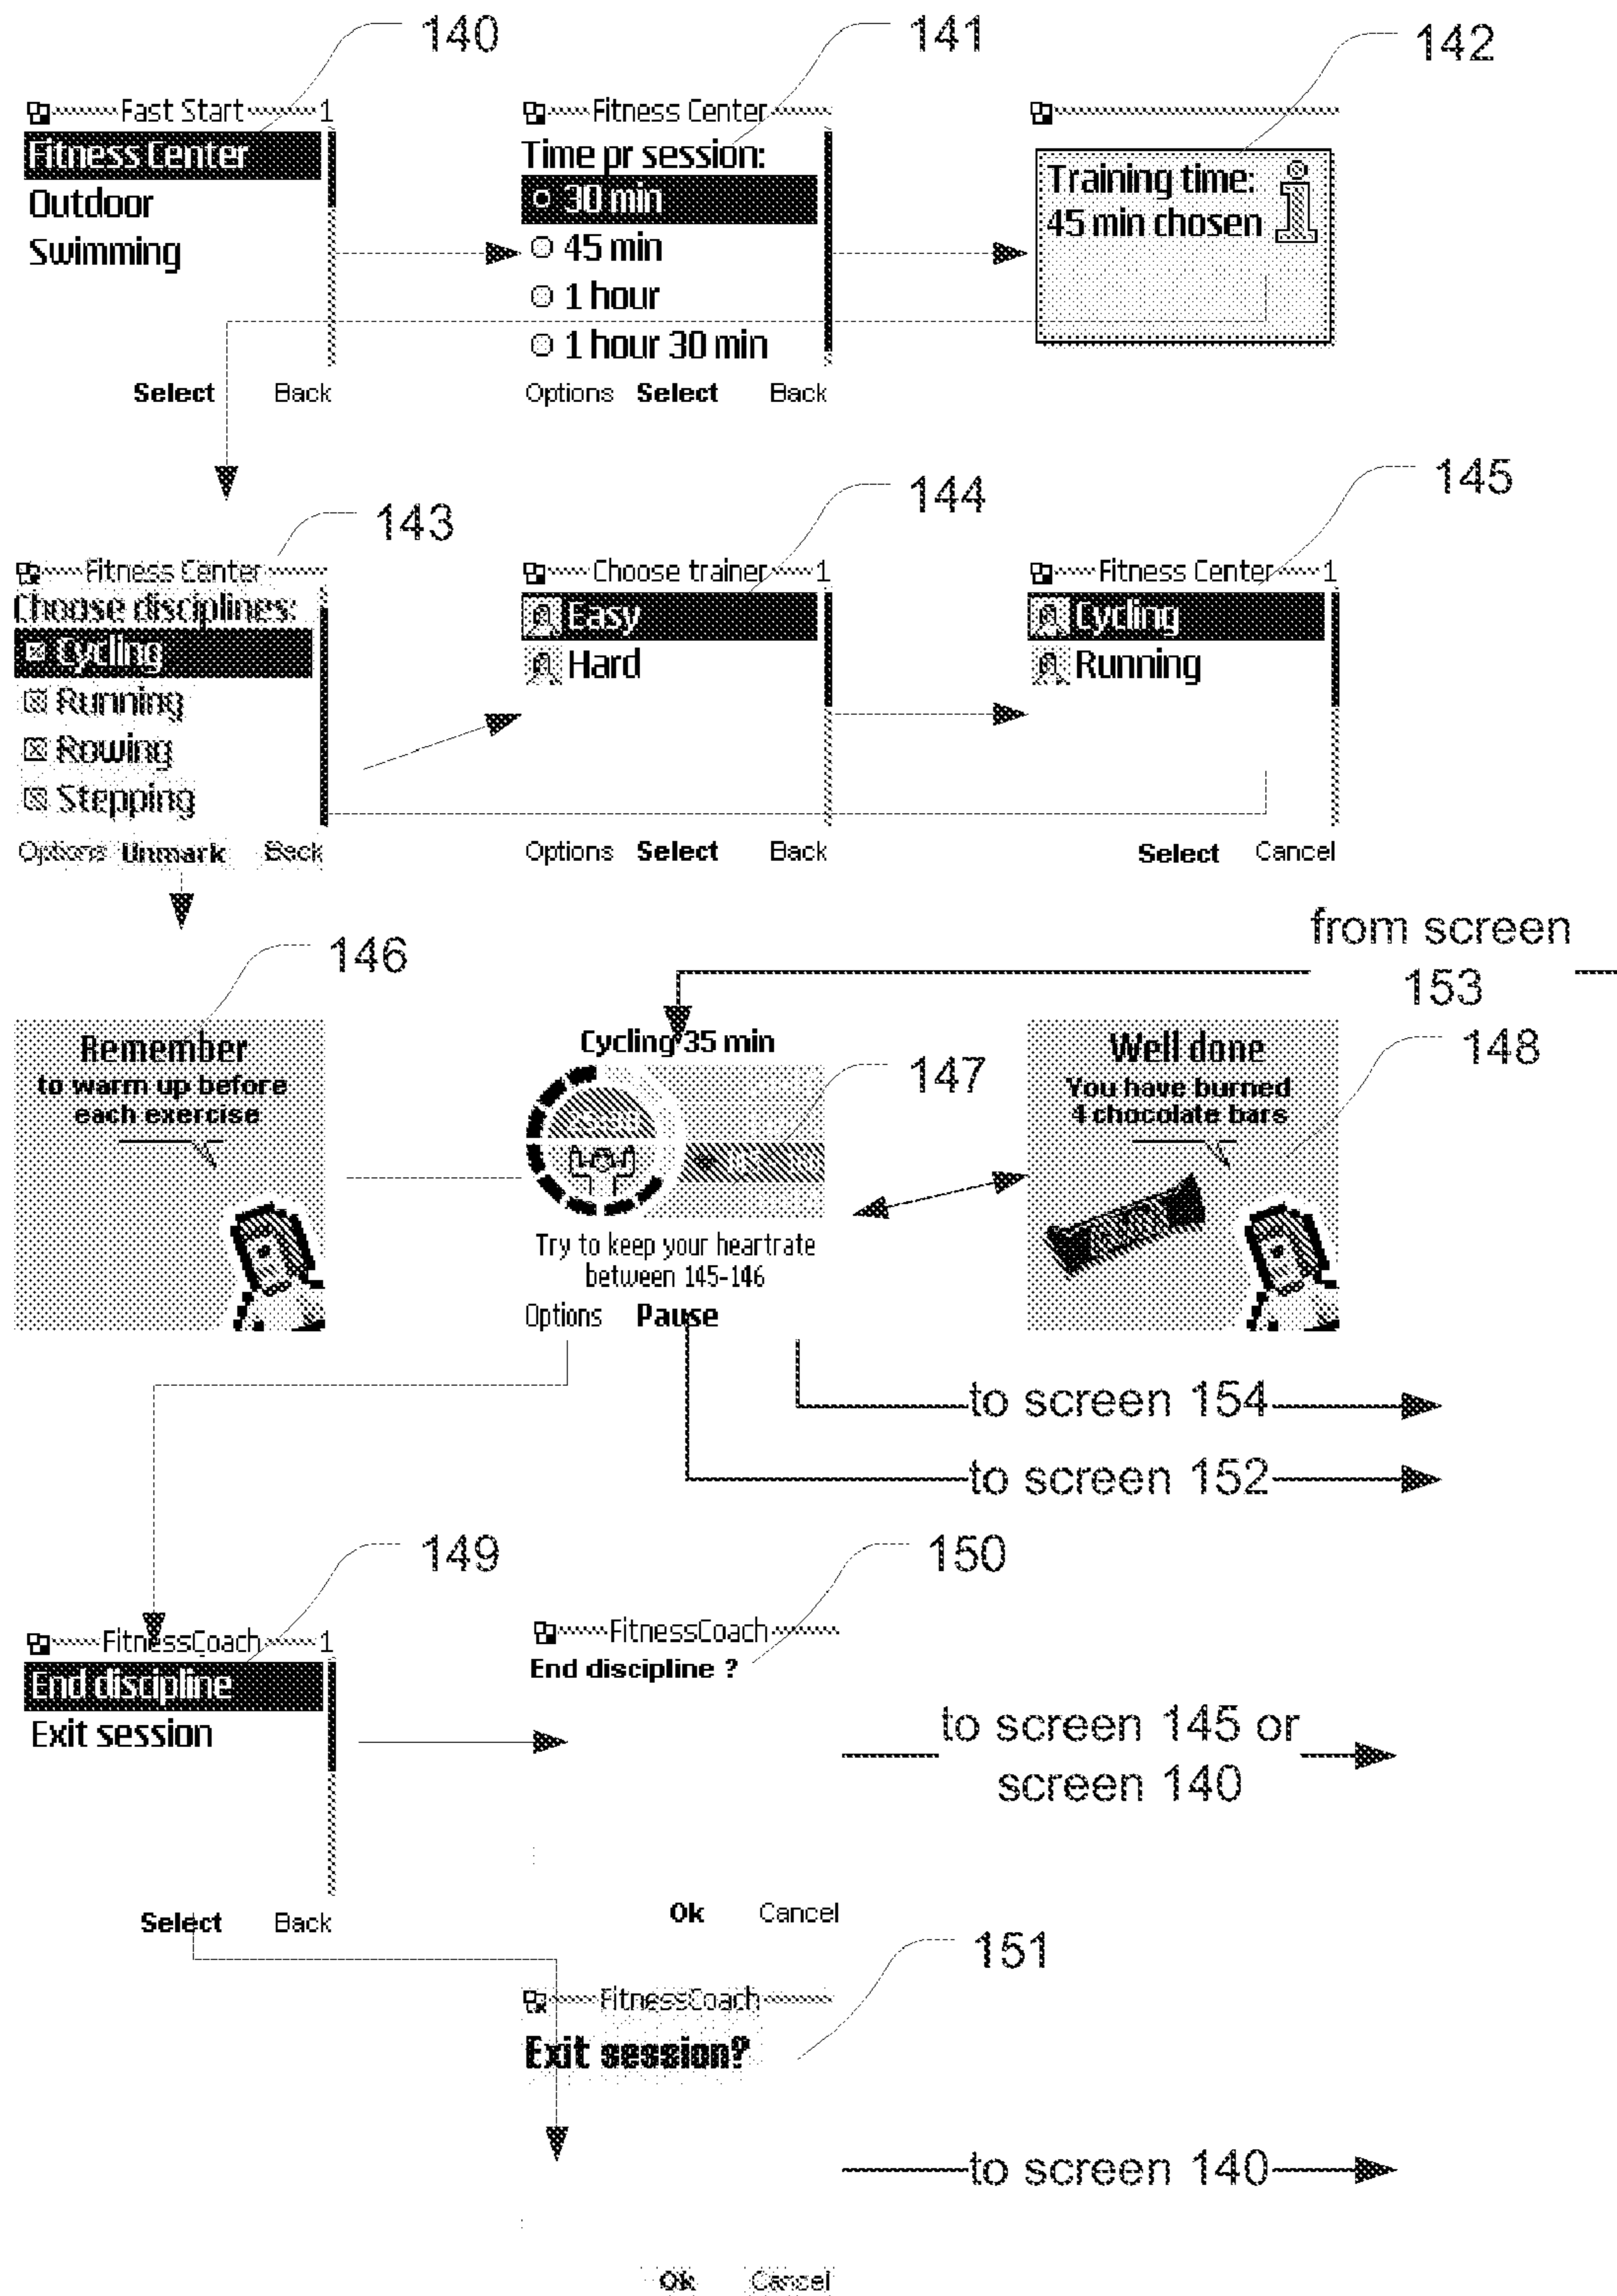 140
141
142
Fast Start 1
Fitness Center
Outdoor
Swimming
Select Back
Fitness Center
Time pr session:
30 min
45 min
1 hour
1 hour 30 min
Options Select Back
Training time:
45 min chosen
143
144
145
Fitness Center
Choose disciplines:
Cycling
Running
Rowing
Stepping
Options Unmark Back
Choose trainer 1
Easy
Hard
Options Select Back
Fitness Center 1
Cycling
Running
Select Cancel
from screen
153
146
147
148
Remember
to warm up before
each exercise
Cycling 35 min
Try to keep your heartrate
between 145-146
Options Pause
Well done
You have burned
4 chocolate bars
to screen 154
to screen 152
149
150
FitnessCoach 1
End discipline
Exit session
Select Back
FitnessCoach
End discipline ?
Ok Cancel
to screen 145 or
screen 140
151
FitnessCoach
Exit session?
to screen 140
Ok Cancel